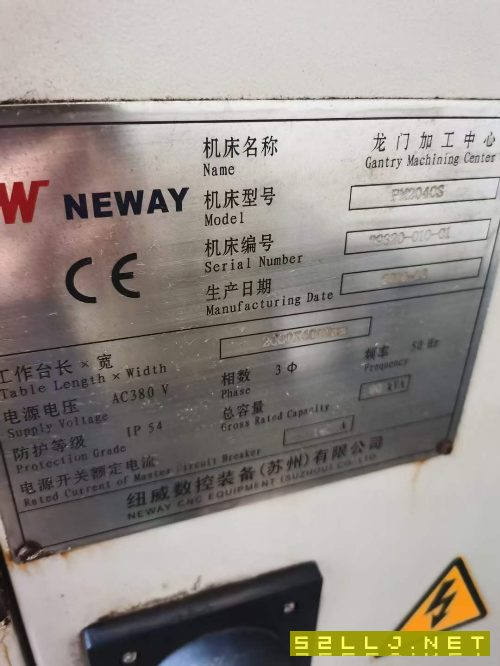 机床名称 龙门加工中心
Name Gantry Machining Center
W NEWAY
机床型号 PM2040S
Model
机床编号
Serial Number
CE
生产日期
Manufacturing Date
工作台长×宽
Table Length × Width
电源电压 AC380 V 相数 3 Φ 频率 50 Hz
Supply Voltage Phase Frequency
防护等级 IP 54 总容量 kVA
Protection Grade Gross Rated Capacity
电源开关额定电流 A
Rated Current of Master Circuit Breaker
纽威数控装备(苏州)有限公司
NEWAY CNC EQUIPMENT (SUZHOU) CO.,LTD.
52LLJ.NET